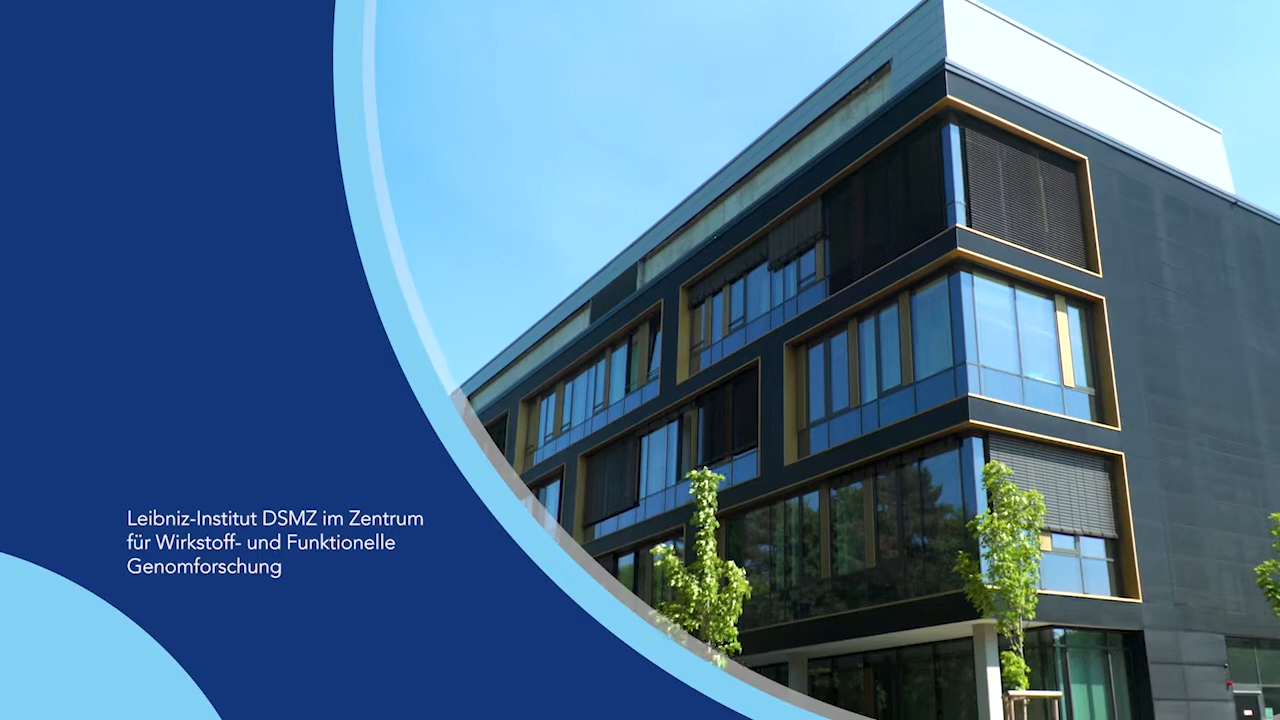 Leibniz-Institut DSMZ im Zentrum
für Wirkstoff- und Funktionelle
Genomforschung